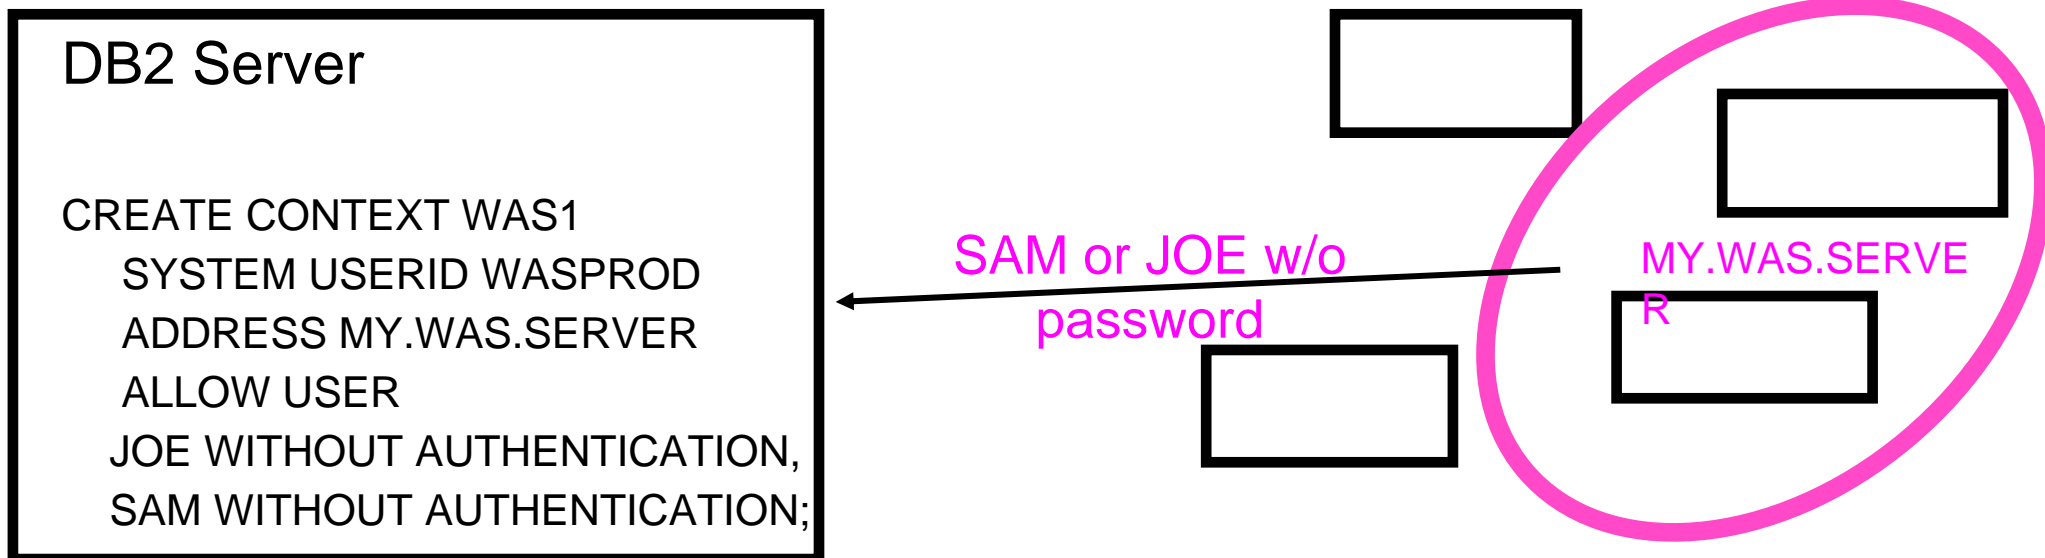 DB2 Server
CREATE CONTEXT WAS1
SYSTEM USERID WASPROD
ADDRESS MY.WAS.SERVER
ALLOW USER
JOE WITHOUT AUTHENTICATION,
SAM WITHOUT AUTHENTICATION;
SAM or JOE w/o
password
MY.WAS.SERVE
R